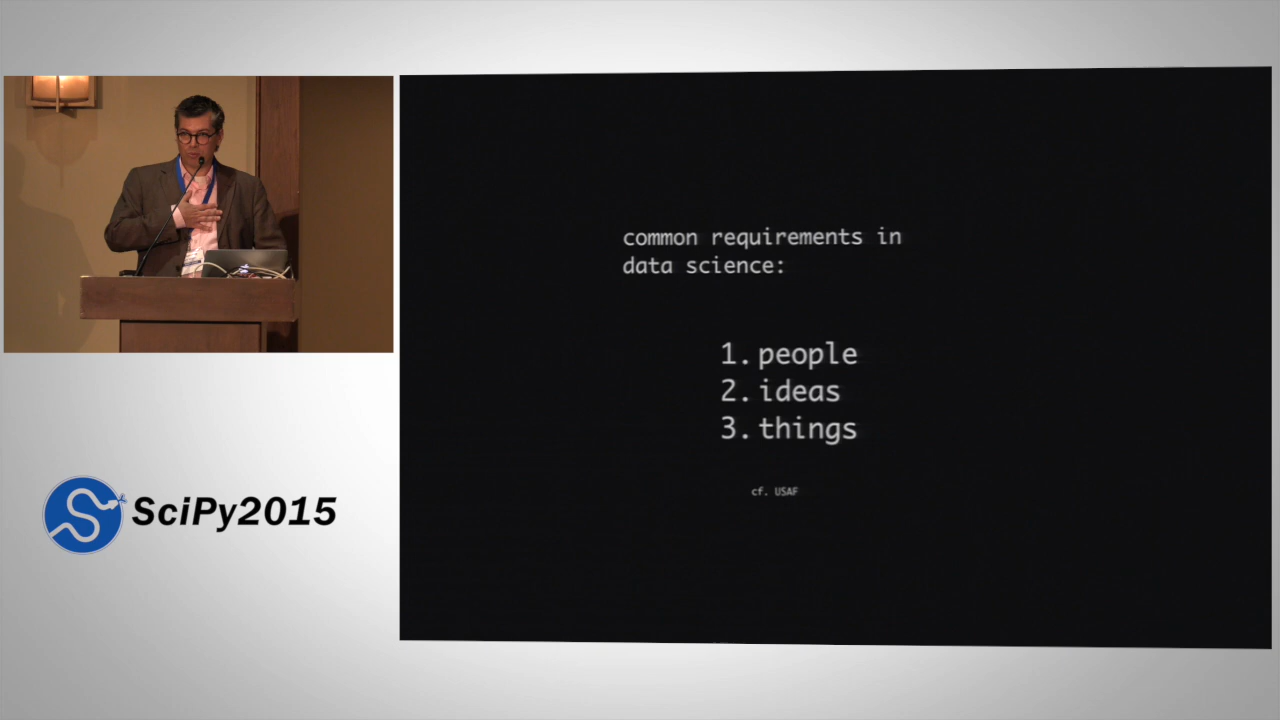 common requirements in
data science:
1. people
2. ideas
3. things
cf. USAF
SciPy2015